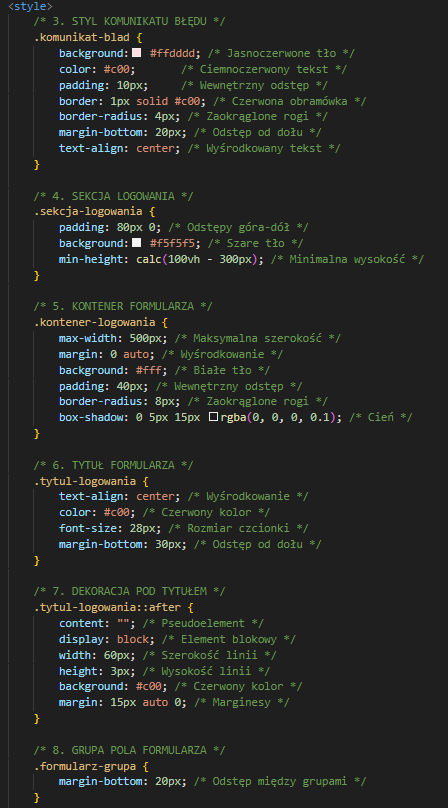 <style>
/* 3. STYL KOMUNIKATU BŁĘDU */
.komunikat-blad {
background: #ffdddd; /* Jasnoczerwone tło */
color: #c00; /* Ciemnoczerwony tekst */
padding: 10px; /* Wewnętrzny odstęp */
border: 1px solid #c00; /* Czerwona obramówka */
border-radius: 4px; /* Zaokrąglone rogi */
margin-bottom: 20px; /* Odstęp od dołu */
text-align: center; /* Wyśrodkowany tekst */
}
/* 4. SEKCJA LOGOWANIA */
.sekcja-logowania {
padding: 80px 0; /* Odstępy góra-dół */
background: #f5f5f5; /* Szare tło */
min-height: calc(100vh - 300px); /* Minimalna wysokość */
}
/* 5. KONTENER FORMULARZA */
.kontener-logowania {
max-width: 500px; /* Maksymalna szerokość */
margin: 0 auto; /* Wyśrodkowanie */
background: #fff; /* Białe tło */
padding: 40px; /* Wewnętrzny odstęp */
border-radius: 8px; /* Zaokrąglone rogi */
box-shadow: 0 5px 15px rgba(0, 0, 0, 0.1); /* Cień */
}
/* 6. TYTUŁ FORMULARZA */
.tytul-logowania {
text-align: center; /* Wyśrodkowanie */
color: #c00; /* Czerwony kolor */
font-size: 28px; /* Rozmiar czcionki */
margin-bottom: 30px; /* Odstęp od dołu */
}
/* 7. DEKORACJA POD TYTUŁEM */
.tytul-logowania::after {
content: ""; /* Pseudoelement */
display: block; /* Element blokowy */
width: 60px; /* Szerokość linii */
height: 3px; /* Wysokość linii */
background: #c00; /* Czerwony kolor */
margin: 15px auto 0; /* Marginesy */
}
/* 8. GRUPA POLA FORMULARZA */
.formularz-grupa {
margin-bottom: 20px; /* Odstęp między grupami */
}